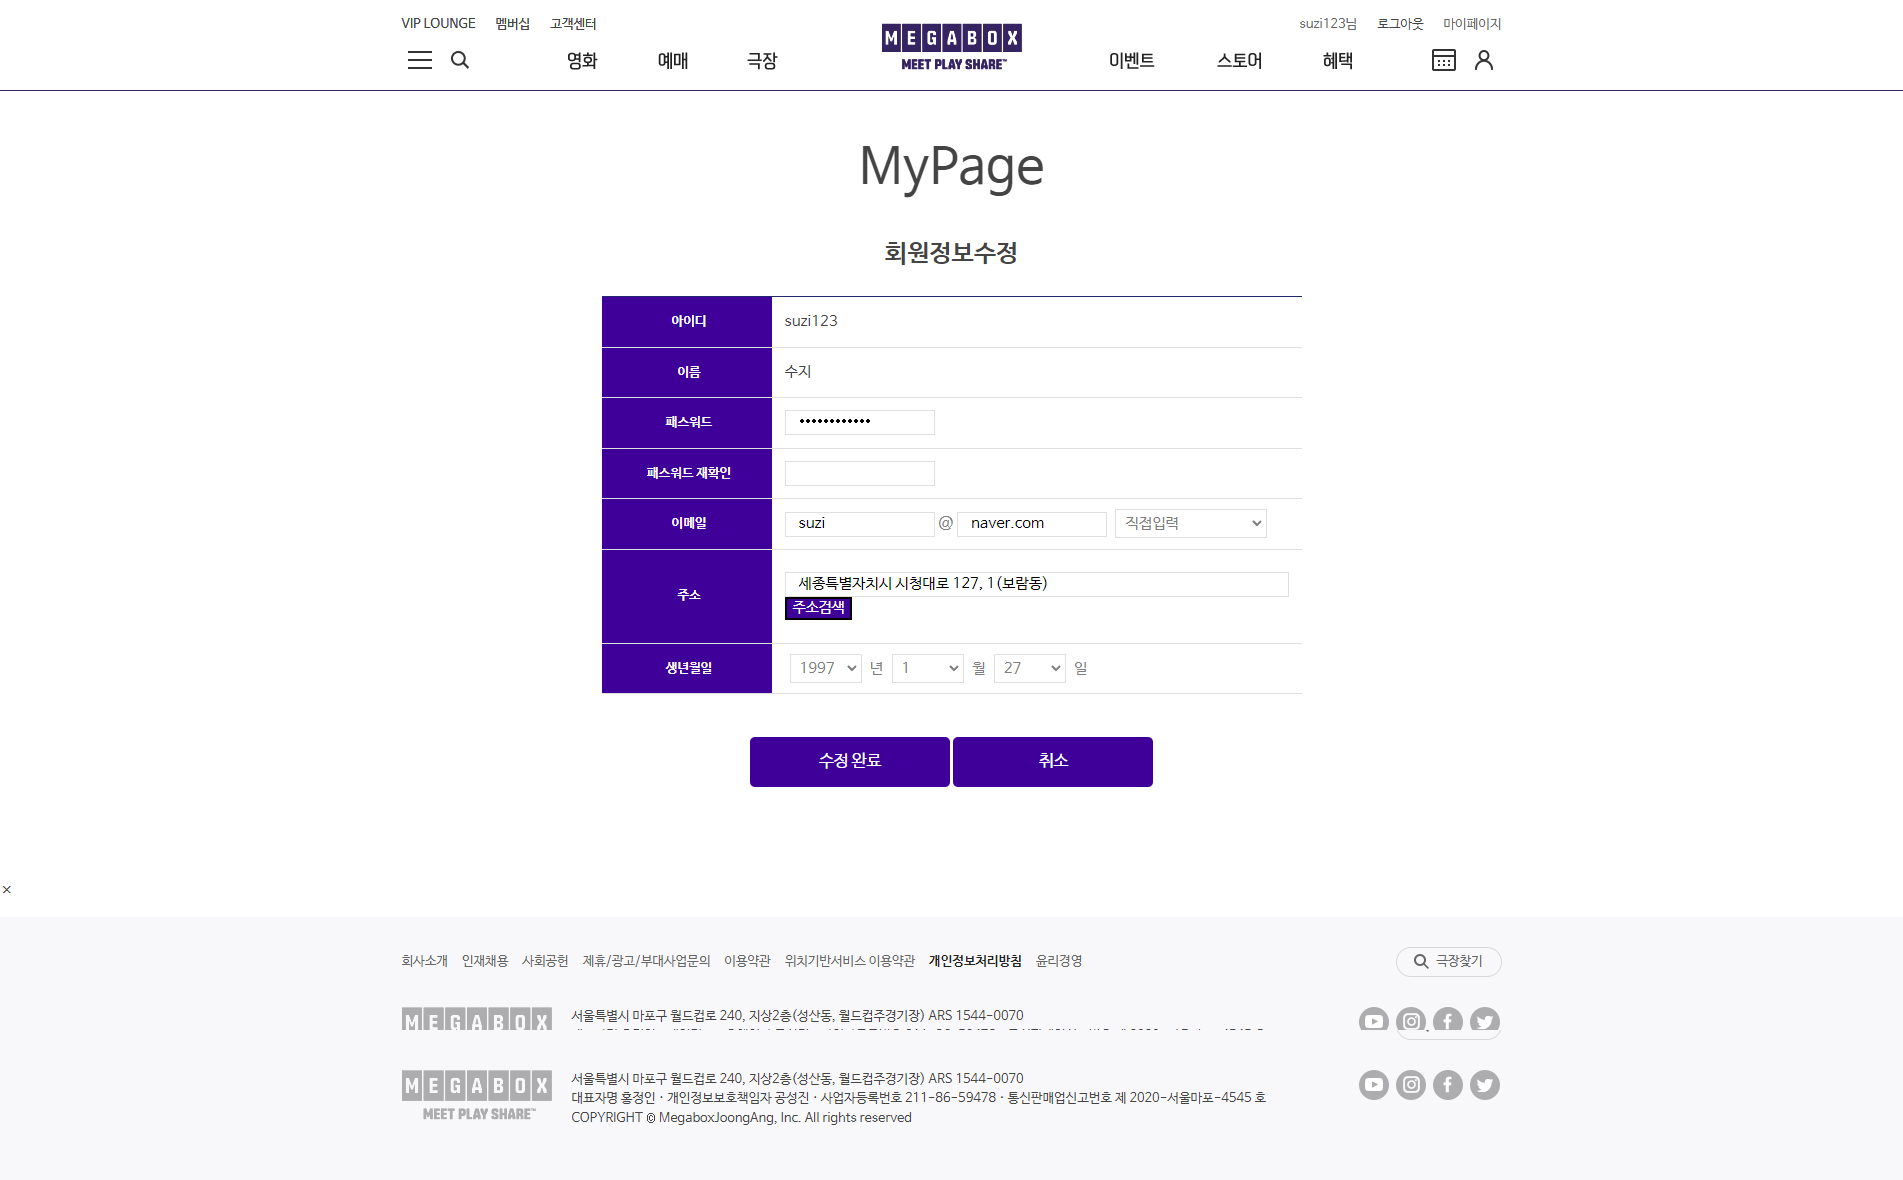 VIP LOUNGE 멤버십 고객센터
suzi123님 로그아웃 마이페이지
영화 예매 극장
MEGABOX
MEET PLAY SHARE™
이벤트 스토어 혜택
MyPage
회원정보수정
아이디 suzi123
이름 수지
패스워드 ••••••••••••
패스워드 재확인
이메일 suzi @ naver.com 직접입력
주소 세종특별자치시 시청대로 127, 1(보람동)
주소검색
생년월일 1997 년 1 월 27 일
수정 완료 취소
×
회사소개 인재채용 사회공헌 제휴/광고/부대사업문의 이용약관 위치기반서비스 이용약관 개인정보처리방침 윤리경영 극장찾기
MEGABOX 서울특별시 마포구 월드컵로 240, 지상2층(성산동, 월드컵주경기장) ARS 1544-0070
MEGABOX
MEET PLAY SHARE™
서울특별시 마포구 월드컵로 240, 지상2층(성산동, 월드컵주경기장) ARS 1544-0070
대표자명 홍정인 · 개인정보보호책임자 공성진 · 사업자등록번호 211-86-59478 · 통신판매업신고번호 제 2020-서울마포-4545 호
COPYRIGHT © MegaboxJoongAng, Inc. All rights reserved